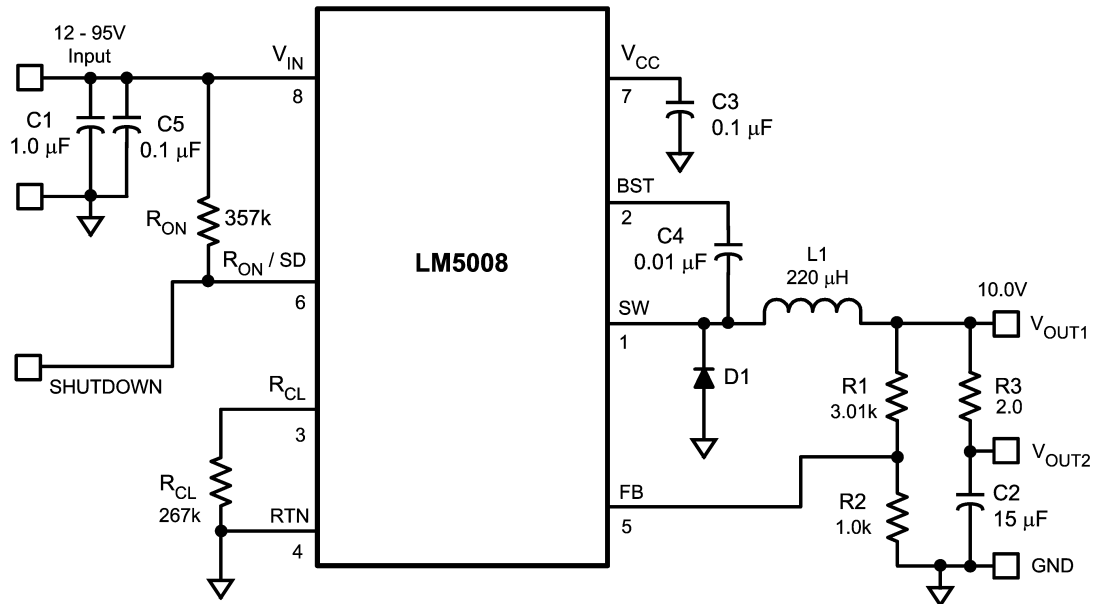 12 - 95V
Input
V_IN
8
C1
1.0 μF
C5
0.1 μF
R_ON
357k
R_ON / SD
6
SHUTDOWN
R_CL
3
R_CL
267k
RTN
4
LM5008
V_CC
7
C3
0.1 μF
BST
2
C4
0.01 μF
L1
220 μH
SW
1
D1
10.0V
V_OUT1
R1
3.01k
R3
2.0
V_OUT2
FB
5
R2
1.0k
C2
15 μF
GND